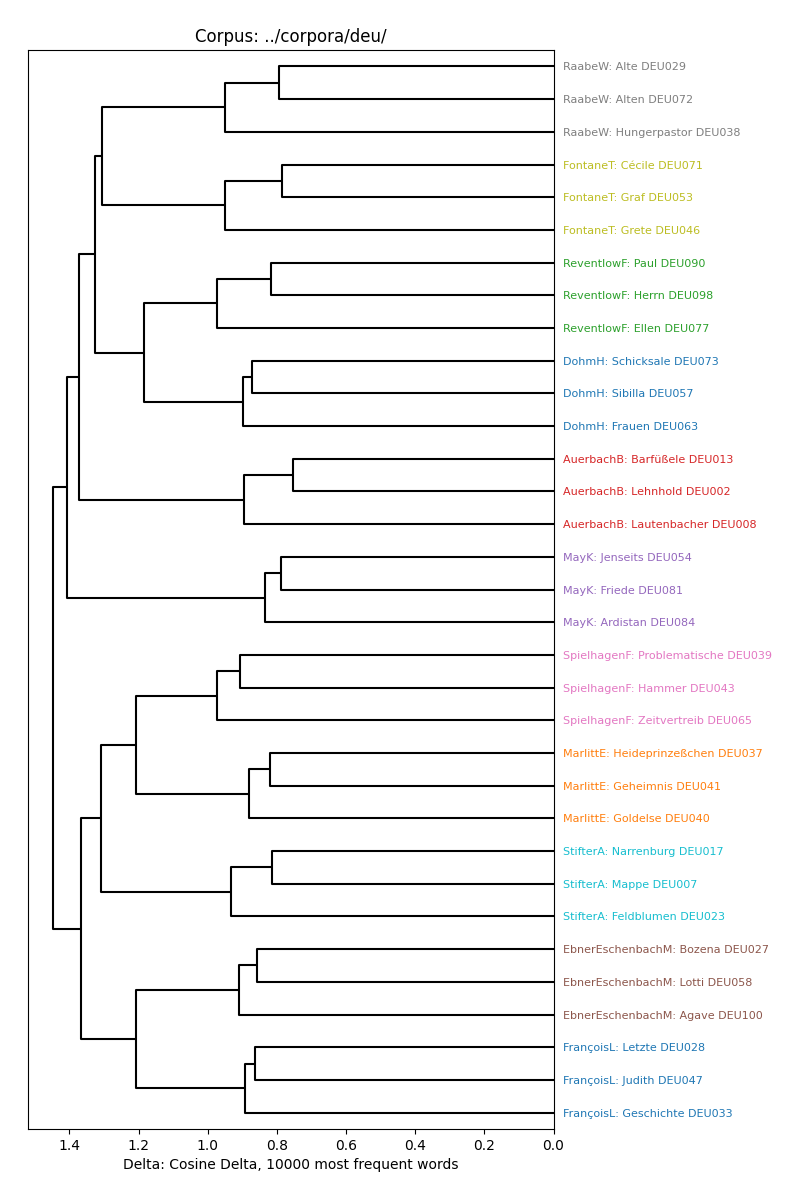 Corpus: ../corpora/deu/
RaabeW: Alte DEU029
RaabeW: Alten DEU072
RaabeW: Hungerpastor DEU038
FontaneT: Cécile DEU071
FontaneT: Graf DEU053
FontaneT: Grete DEU046
ReventlowF: Paul DEU090
ReventlowF: Herrn DEU098
ReventlowF: Ellen DEU077
DohmH: Schicksale DEU073
DohmH: Sibilla DEU057
DohmH: Frauen DEU063
AuerbachB: Barfüßele DEU013
AuerbachB: Lehnhold DEU002
AuerbachB: Lautenbacher DEU008
MayK: Jenseits DEU054
MayK: Friede DEU081
MayK: Ardistan DEU084
SpielhagenF: Problematische DEU039
SpielhagenF: Hammer DEU043
SpielhagenF: Zeitvertreib DEU065
MarlittE: Heideprinzeßchen DEU037
MarlittE: Geheimnis DEU041
MarlittE: Goldelse DEU040
StifterA: Narrenburg DEU017
StifterA: Mappe DEU007
StifterA: Feldblumen DEU023
EbnerEschenbachM: Bozena DEU027
EbnerEschenbachM: Lotti DEU058
EbnerEschenbachM: Agave DEU100
FrançoisL: Letzte DEU028
FrançoisL: Judith DEU047
FrançoisL: Geschichte DEU033
1.4 1.2 1.0 0.8 0.6 0.4 0.2 0.0
Delta: Cosine Delta, 10000 most frequent words